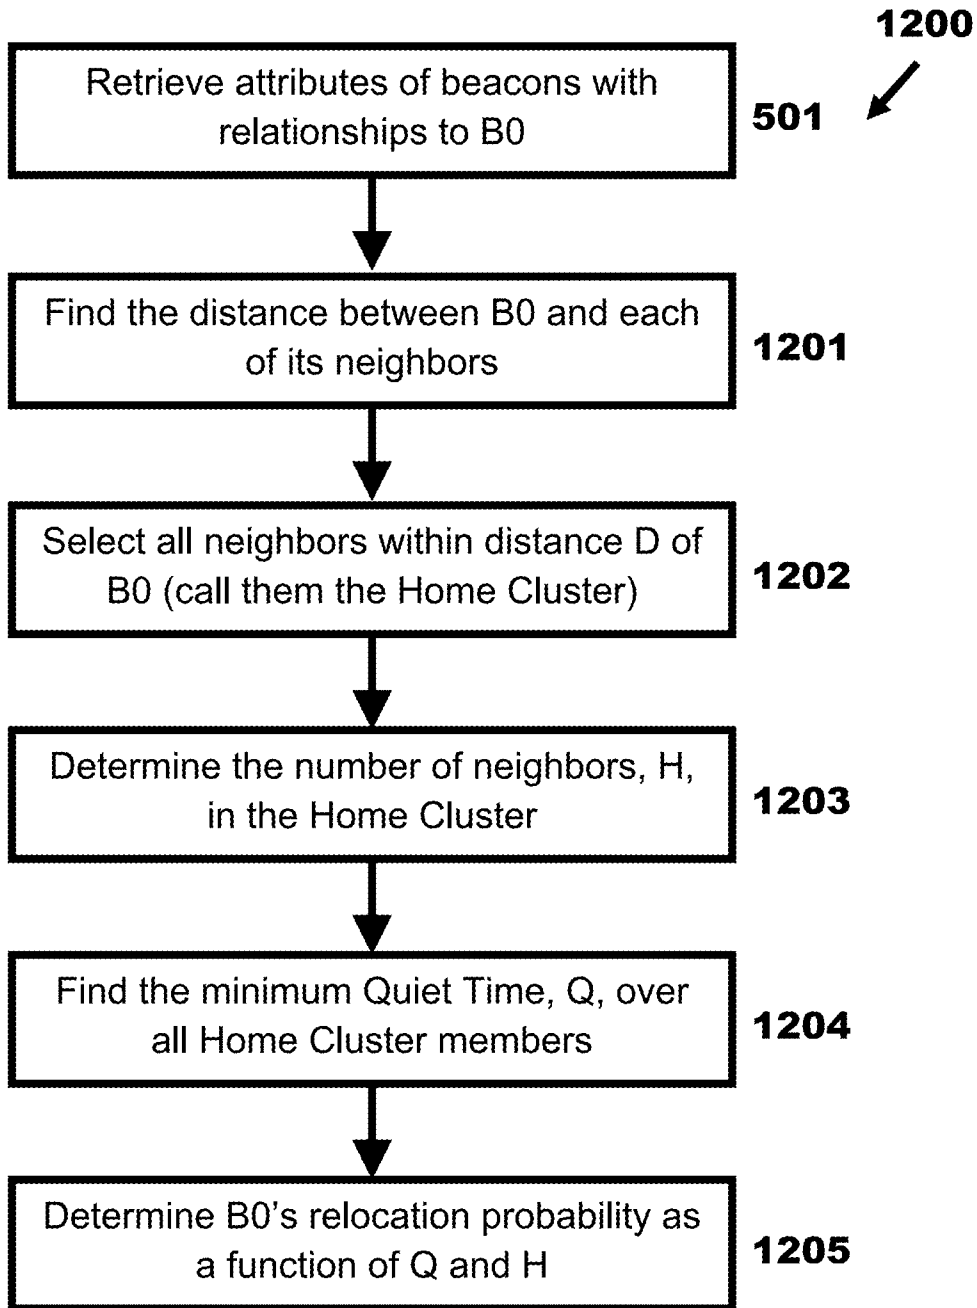 1200
Retrieve attributes of beacons with
relationships to B0
501
Find the distance between B0 and each
of its neighbors
1201
Select all neighbors within distance D of
B0 (call them the Home Cluster)
1202
Determine the number of neighbors, H,
in the Home Cluster
1203
Find the minimum Quiet Time, Q, over
all Home Cluster members
1204
Determine B0’s relocation probability as
a function of Q and H
1205